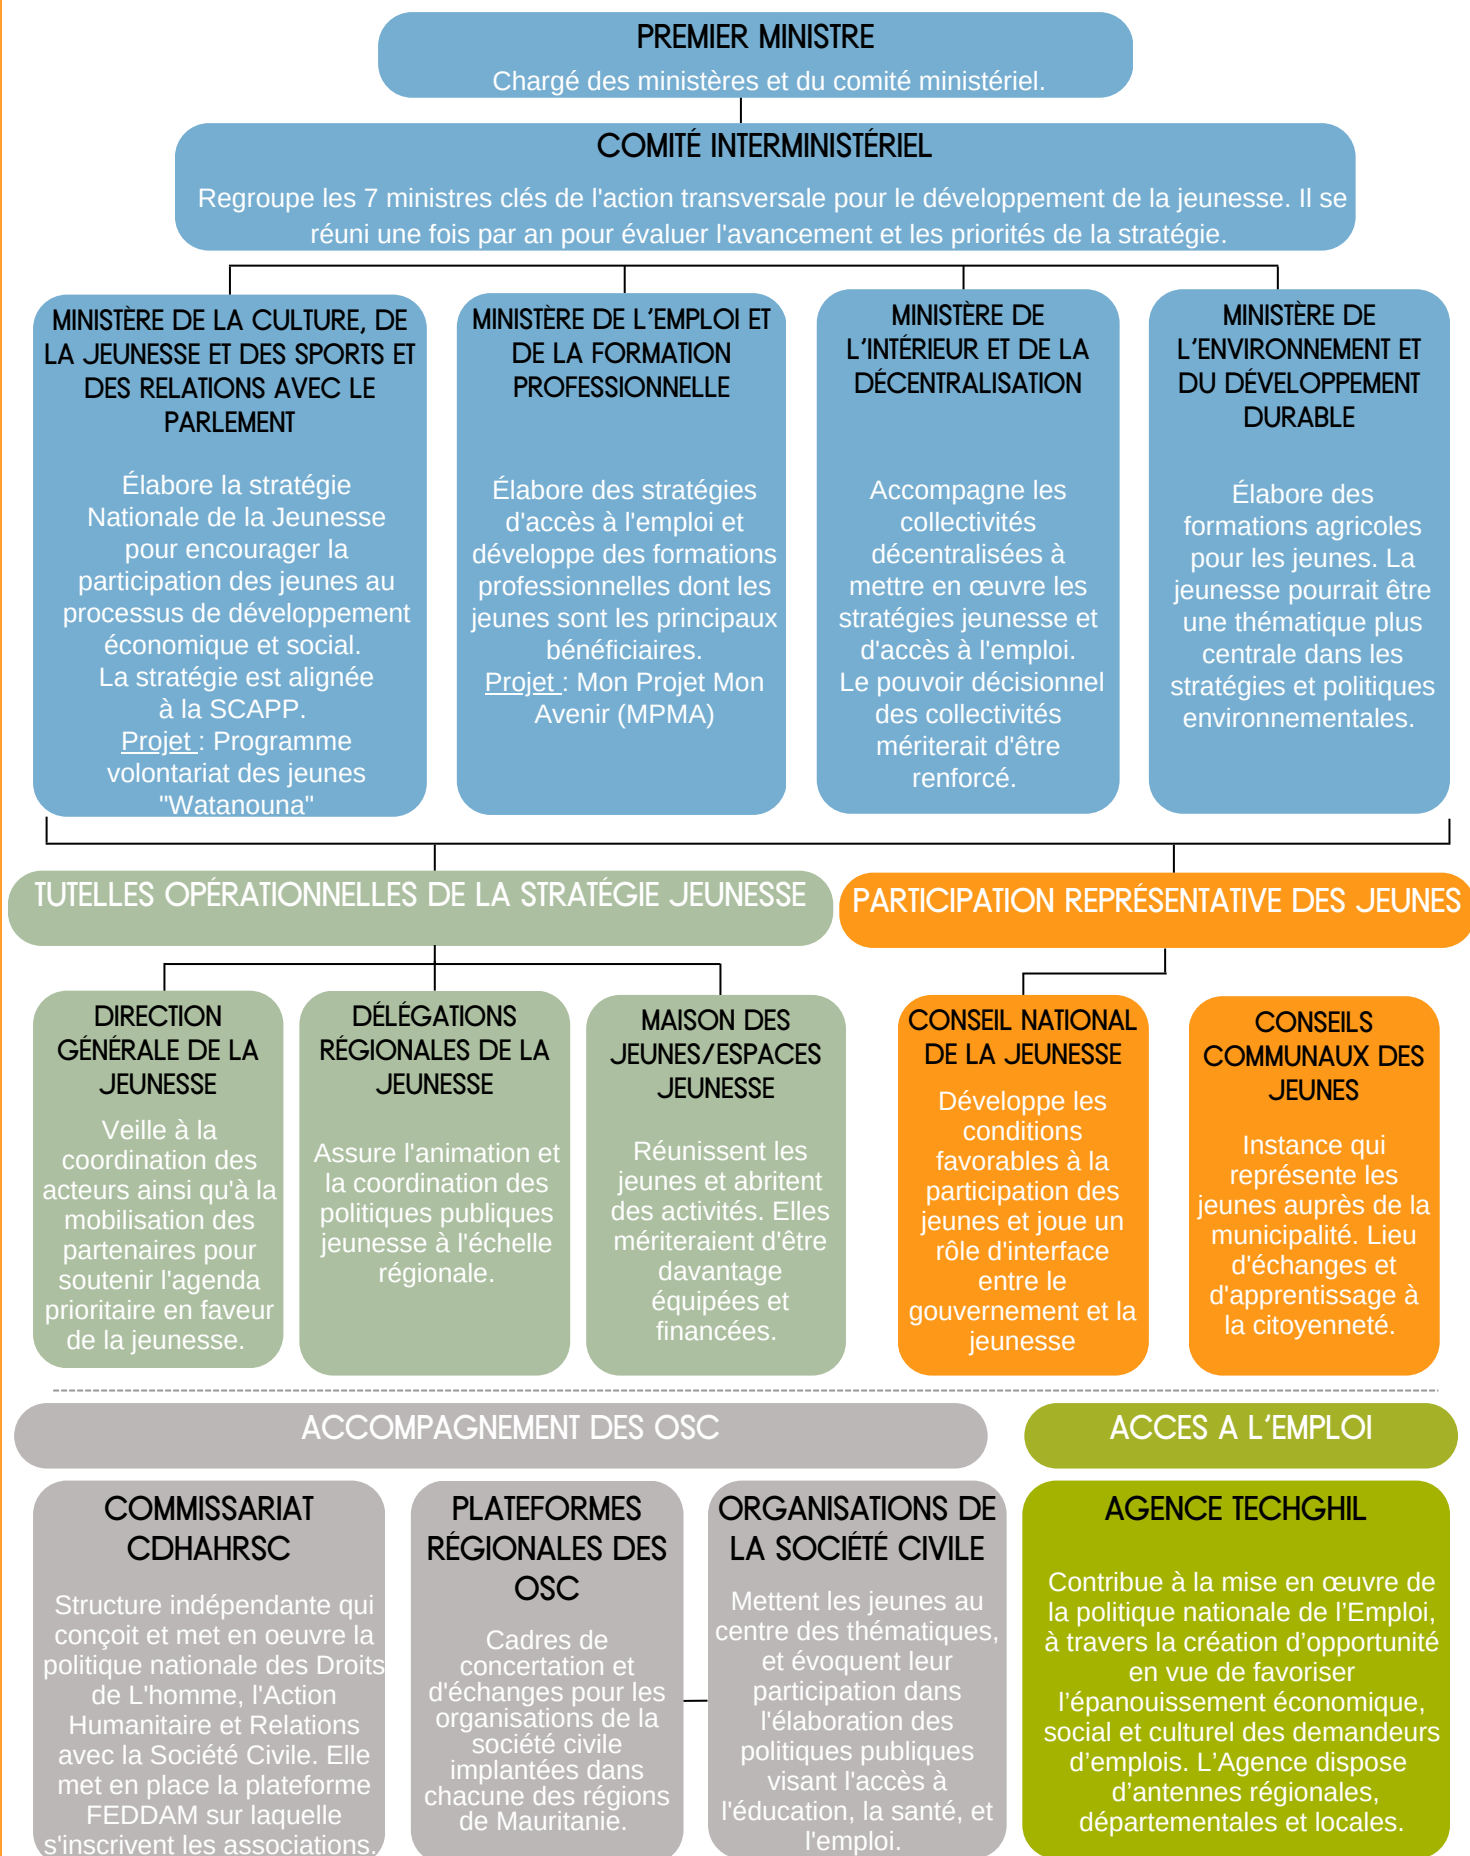 PREMIER MINISTRE
Chargé des ministères et du comité ministériel.
COMITÉ INTERMINISTÉRIEL
Regroupe les 7 ministres clés de l'action transversale pour le développement de la jeunesse. Il se
réuni une fois par an pour évaluer l'avancement et les priorités de la stratégie.
MINISTÈRE DE LA CULTURE, DE
LA JEUNESSE ET DES SPORTS ET
DES RELATIONS AVEC LE
PARLEMENT
Élabore la stratégie
Nationale de la Jeunesse
pour encourager la
participation des jeunes au
processus de développement
économique et social.
La stratégie est alignée
à la SCAPP.
Projet : Programme
volontariat des jeunes
"Watanouna"
MINISTÈRE DE L'EMPLOI ET
DE LA FORMATION
PROFESSIONNELLE
Élabore des stratégies
d'accès à l'emploi et
développe des formations
professionnelles dont les
jeunes sont les principaux
bénéficiaires.
Projet : Mon Projet Mon
Avenir (MPMA)
MINISTÈRE DE
L'INTÉRIEUR ET DE LA
DÉCENTRALISATION
Accompagne les
collectivités
décentralisées à
mettre en œuvre les
stratégies jeunesse et
d'accès à l'emploi.
Le pouvoir décisionnel
des collectivités
mériterait d'être
renforcé.
MINISTÈRE DE
L'ENVIRONNEMENT ET
DU DÉVELOPPEMENT
DURABLE
Élabore des
formations agricoles
pour les jeunes. La
jeunesse pourrait être
une thématique plus
centrale dans les
stratégies et politiques
environnementales.
TUTELLES OPÉRATIONNELLES DE LA STRATÉGIE JEUNESSE
PARTICIPATION REPRÉSENTATIVE DES JEUNES
DIRECTION
GÉNÉRALE DE LA
JEUNESSE
Veille à la
coordination des
acteurs ainsi qu'à la
mobilisation des
partenaires pour
soutenir l'agenda
prioritaire en faveur
de la jeunesse.
DÉLÉGATIONS
RÉGIONALES DE LA
JEUNESSE
Assure l'animation et
la coordination des
politiques publiques
jeunesse à l'échelle
régionale.
MAISON DES
JEUNES/ESPACES
JEUNESSE
Réunissent les
jeunes et abritent
des activités. Elles
mériteraient d'être
davantage
équipées et
financées.
CONSEIL NATIONAL
DE LA JEUNESSE
Développe les
conditions
favorables à la
participation des
jeunes et joue un
rôle d'interface
entre le
gouvernement et la
jeunesse
CONSEILS
COMMUNAUX DES
JEUNES
Instance qui
représente les
jeunes auprès de la
municipalité. Lieu
d'échanges et
d'apprentissage à
la citoyenneté.
ACCOMPAGNEMENT DES OSC
ACCES A L'EMPLOI
COMMISSARIAT
CDHAHRSC
Structure indépendante qui
conçoit et met en oeuvre la
politique nationale des Droits
de L'homme, l'Action
Humanitaire et Relations
avec la Société Civile. Elle
met en place la plateforme
FEDDAM sur laquelle
s'inscrivent les associations.
PLATEFORMES
RÉGIONALES DES
OSC
Cadres de
concertation et
d'échanges pour les
organisations de la
société civile
implantées dans
chacune des régions
de Mauritanie.
ORGANISATIONS DE
LA SOCIÉTÉ CIVILE
Mettent les jeunes au
centre des thématiques,
et évoquent leur
participation dans
l'élaboration des
politiques publiques
visant l'accès à
l'éducation, la santé, et
l'emploi.
AGENCE TECHGHIL
Contribue à la mise en œuvre de
la politique nationale de l’Emploi,
à travers la création d’opportunité
en vue de favoriser
l’épanouissement économique,
social et culturel des demandeurs
d’emplois. L’Agence dispose
d’antennes régionales,
départementales et locales.